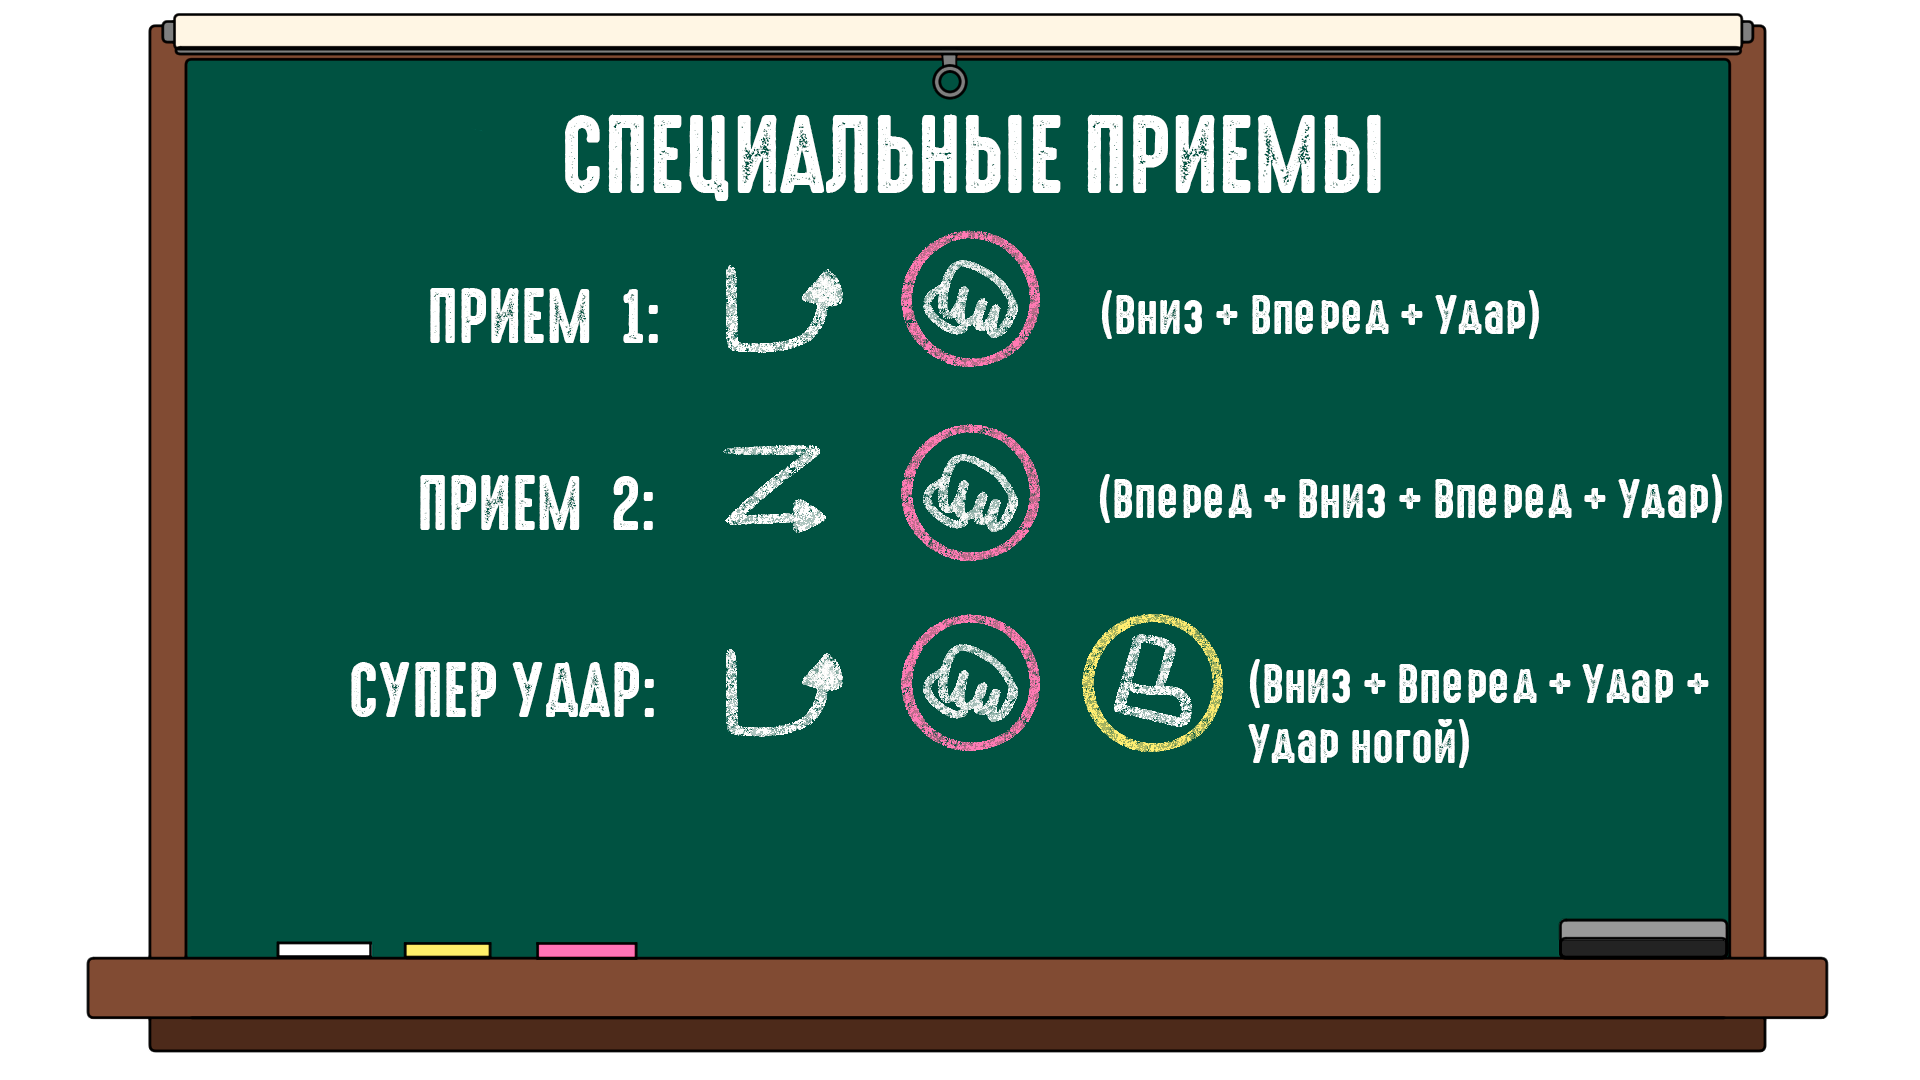 СПЕЦИАЛЬНЫЕ ПРИЕМЫ
ПРИЕМ 1: (Вниз + Вперед + Удар)
ПРИЕМ 2: (Вперед + Вниз + Вперед + Удар)
СУПЕР УДАР: (Вниз + Вперед + Удар +
Удар ногой)